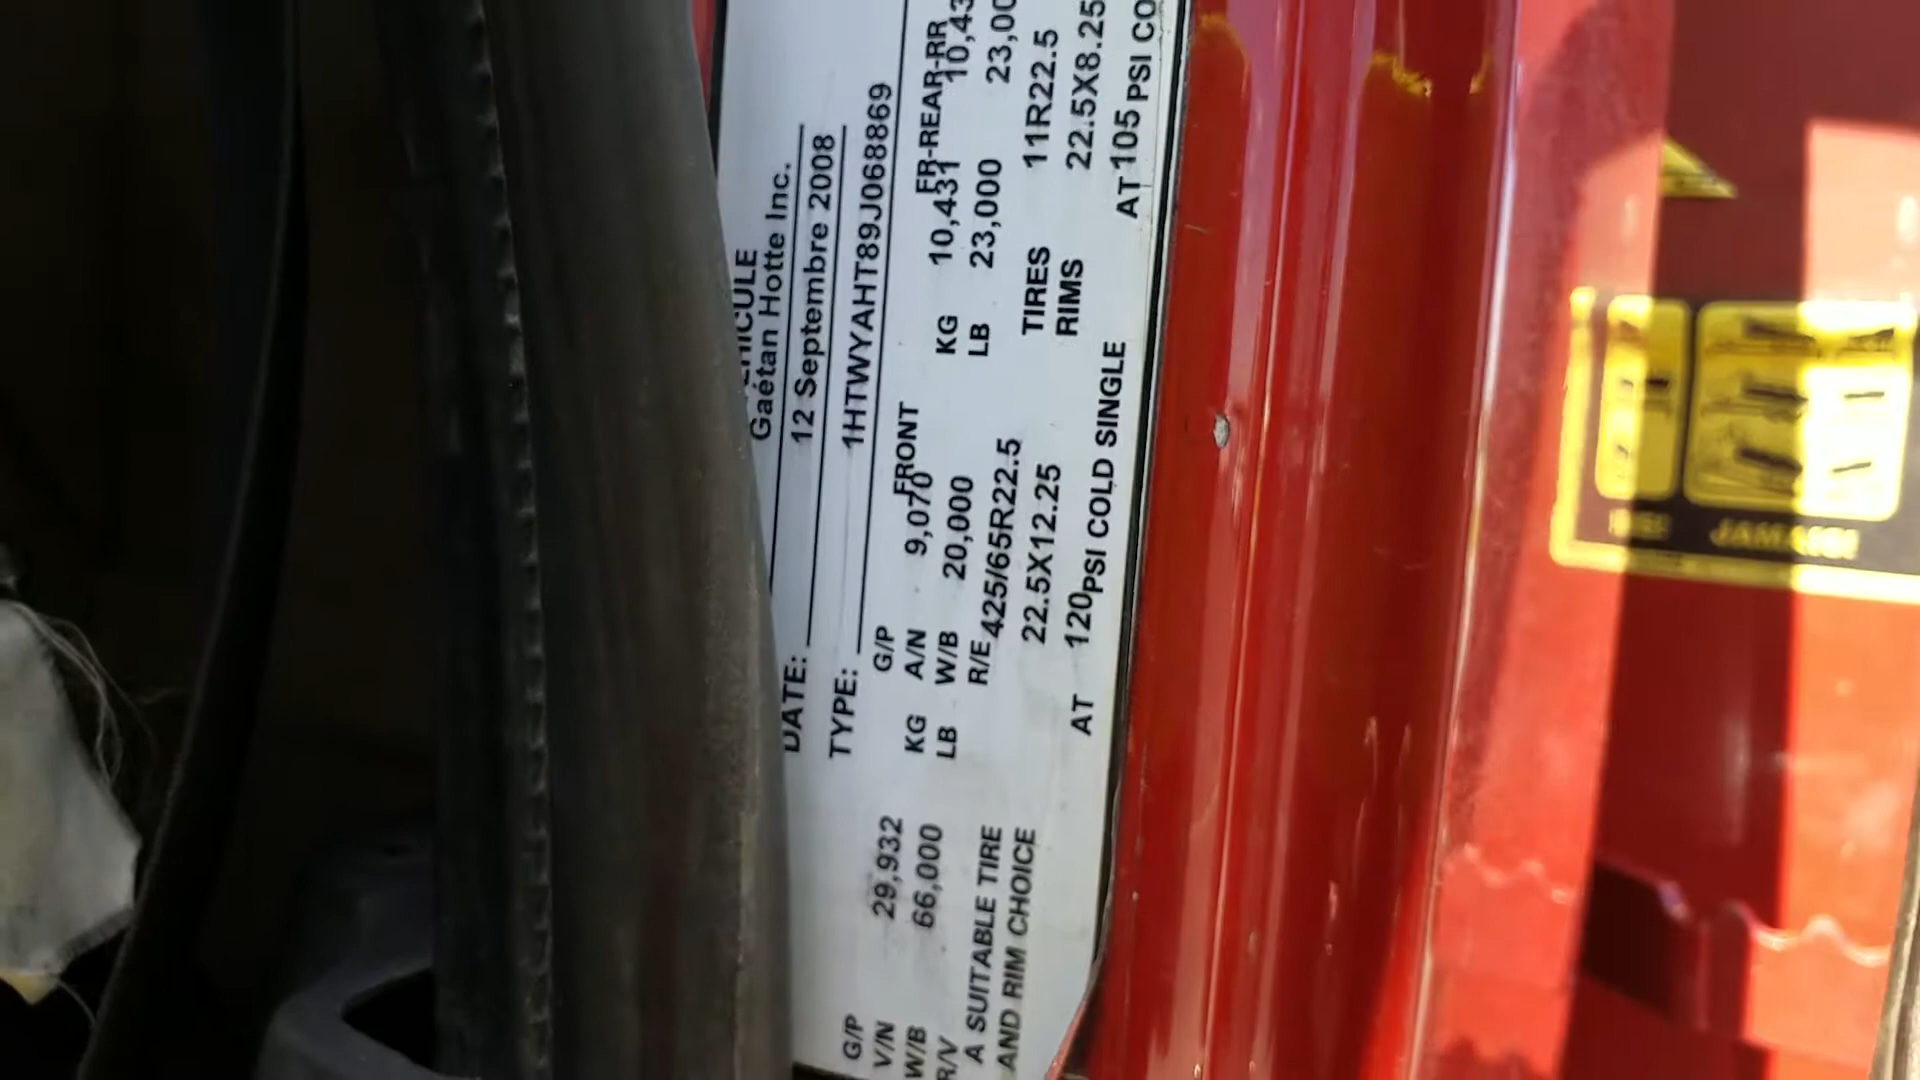 Gaétan Hotte Inc.
DATE: 12 Septembre 2008
TYPE: 1HTWYAHT89J068869
FRONT FR-REAR-RR
G/P V/N W/B R/V 29,932 66,000
G/P A/N W/B R/E
KG 9,070 KG 10,431
LB 20,000 LB 23,000
425/65R22.5 TIRES 11R22.5
A SUITABLE TIRE 22.5X12.25 RIMS 22.5X8.25
AND RIM CHOICE
AT 120 PSI COLD SINGLE AT 105 PSI